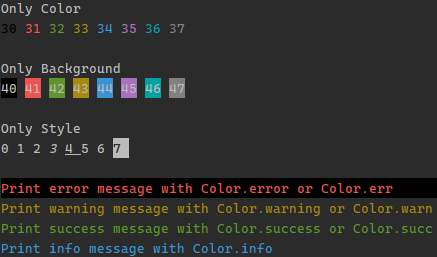 Only Color
30 31 32 33 34 35 36 37
Only Background
40 41 42 43 44 45 46 47
Only Style
0 1 2 3 4 5 6 7
Print error message with Color.error or Color.err
Print warning message with Color.warning or Color.warn
Print success message with Color.success or Color.succ
Print info message with Color.info